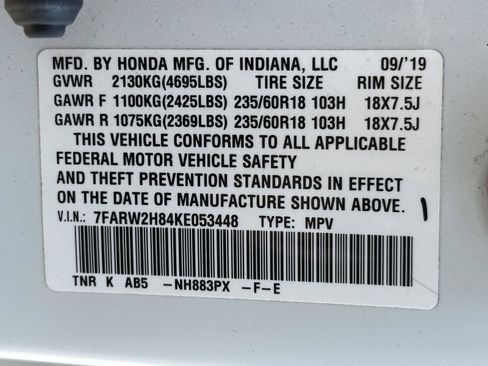 MFD. BY HONDA MFG. OF INDIANA, LLC 09/'19
GVWR 2130KG(4695LBS) TIRE SIZE RIM SIZE
GAWR F 1100KG(2425LBS) 235/60R18 103H 18X7.5J
GAWR R 1075KG(2369LBS) 235/60R18 103H 18X7.5J
THIS VEHICLE CONFORMS TO ALL APPLICABLE
FEDERAL MOTOR VEHICLE SAFETY
AND THEFT PREVENTION STANDARDS IN EFFECT
ON THE DATE OF MANUFACTURE SHOWN ABOVE.
V.I.N.: 7FARW2H84KE053448 TYPE: MPV
TNR K AB5 -NH883PX -F-E